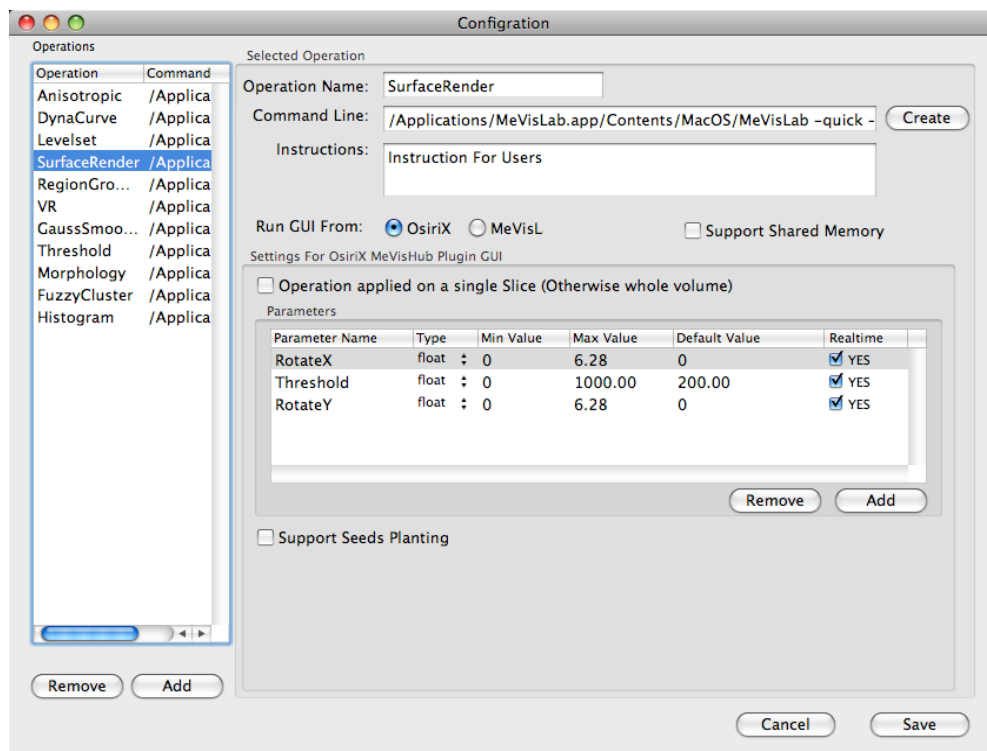 Configration
Operations
Operation Command
Anisotropic /Applica
DynaCurve /Applica
Levelset /Applica
SurfaceRender /Applica
RegionGro... /Applica
VR /Applica
GaussSmoo... /Applica
Threshold /Applica
Morphology /Applica
FuzzyCluster /Applica
Histogram /Applica
Remove Add
Selected Operation
Operation Name: SurfaceRender
Command Line: /Applications/MeVisLab.app/Contents/MacOS/MeVisLab -quick - Create
Instructions: Instruction For Users
Run GUI From: OsiriX MeVisL Support Shared Memory
Settings For OsiriX MeVisHub Plugin GUI
Operation applied on a single Slice (Otherwise whole volume)
Parameters
Parameter Name Type Min Value Max Value Default Value Realtime
RotateX float 0 6.28 0 YES
Threshold float 0 1000.00 200.00 YES
RotateY float 0 6.28 0 YES
Remove Add
Support Seeds Planting
Cancel Save